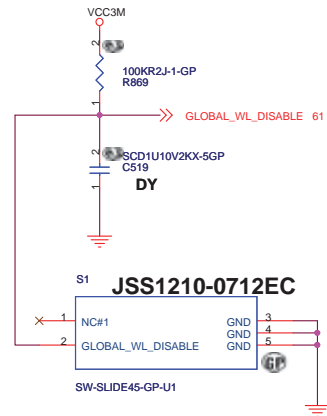 VCC3M
2
100KR2J-1-GP
R869
1
GLOBAL_WL_DISABLE 61
2
SCD1U10V2KX-5GP
C519
1
DY
S1
JSS1210-0712EC
1 NC#1 GND 3
GND 4
2 GLOBAL_WL_DISABLE GND 5
GP
SW-SLIDE45-GP-U1